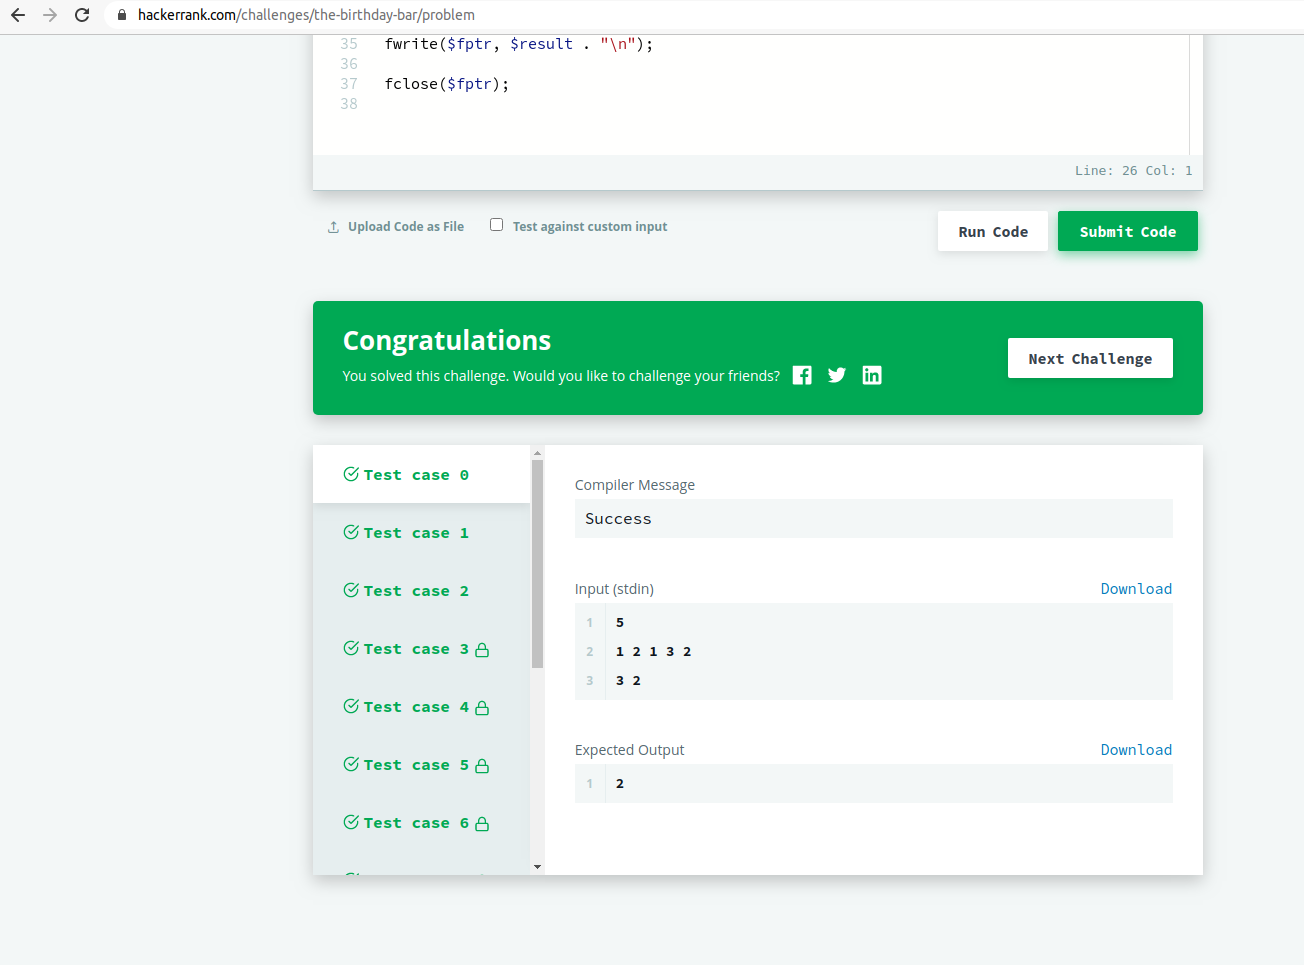 hackerrank.com/challenges/the-birthday-bar/problem
35 fwrite($fptr, $result . "\n");
36
37 fclose($fptr);
38
Line: 26 Col: 1
Upload Code as File Test against custom input Run Code Submit Code
Congratulations
You solved this challenge. Would you like to challenge your friends?
Next Challenge
Test case 0
Test case 1
Test case 2
Test case 3
Test case 4
Test case 5
Test case 6
Compiler Message
Success
Input (stdin) Download
1 5
2 1 2 1 3 2
3 3 2
Expected Output Download
1 2